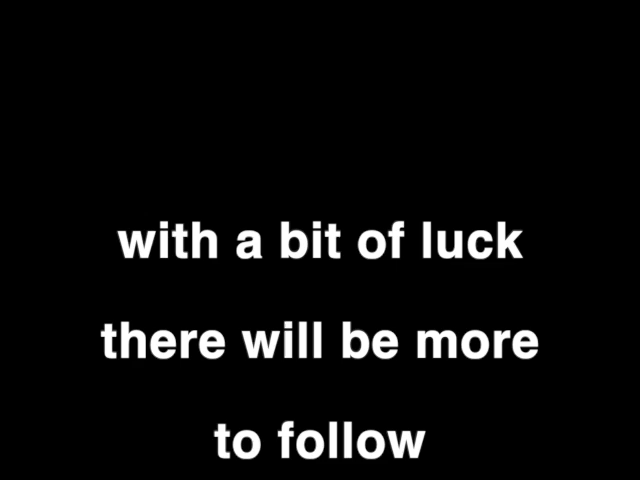 with a bit of luck
there will be more
to follow